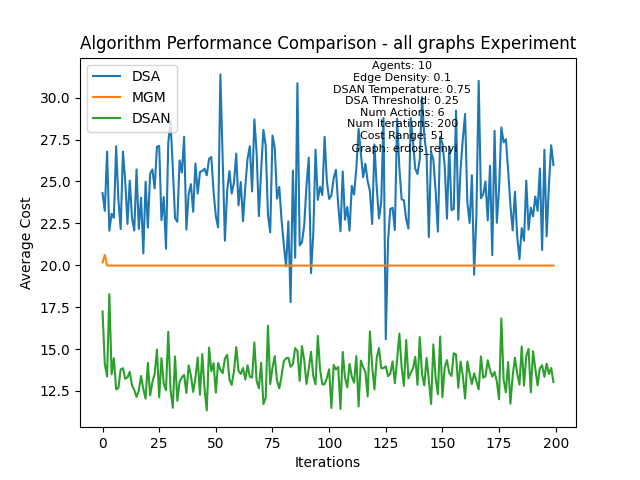 Algorithm Performance Comparison - all graphs Experiment
DSA
MGM
DSAN
Agents: 10
Edge Density: 0.1
DSAN Temperature: 0.75
DSA Threshold: 0.25
Num Actions: 6
Num Iterations: 200
Cost Range: 51
Graph: erdos_renyi
Average Cost
30.0
27.5
25.0
22.5
20.0
17.5
15.0
12.5
0 25 50 75 100 125 150 175 200
Iterations